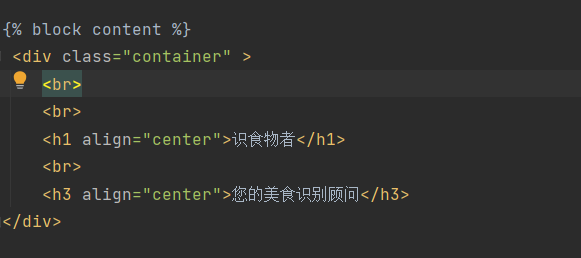 {% block content %}
<div class="container" >
<br>
<br>
<h1 align="center">识食物者</h1>
<br>
<h3 align="center">您的美食识别顾问</h3>
</div>